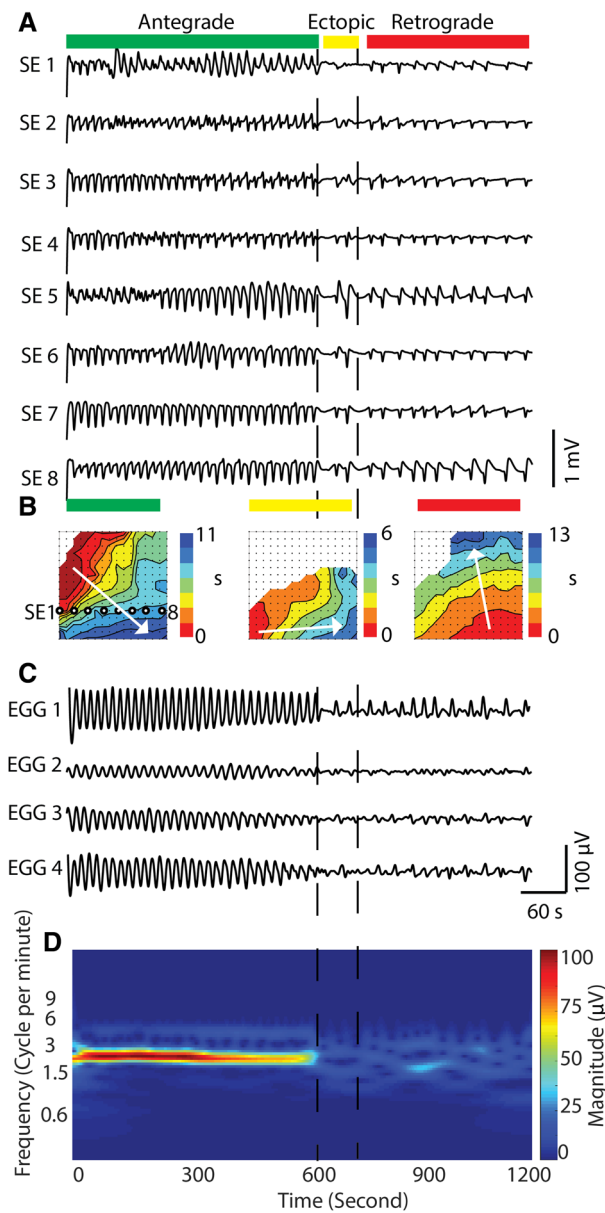 A Antegrade Ectopic Retrograde
SE 1
SE 2
SE 3
SE 4
SE 5
SE 6
SE 7
SE 8
1 mV
B
11
s
0
SE1
8
6
s
0
13
s
0
C
EGG 1
EGG 2
EGG 3
EGG 4
100 µV
60 s
D
Frequency (Cycle per minute)
9
6
3
1.5
0.6
100
75
50
25
0
Magnitude (µV)
0 300 600 900 1200
Time (Second)